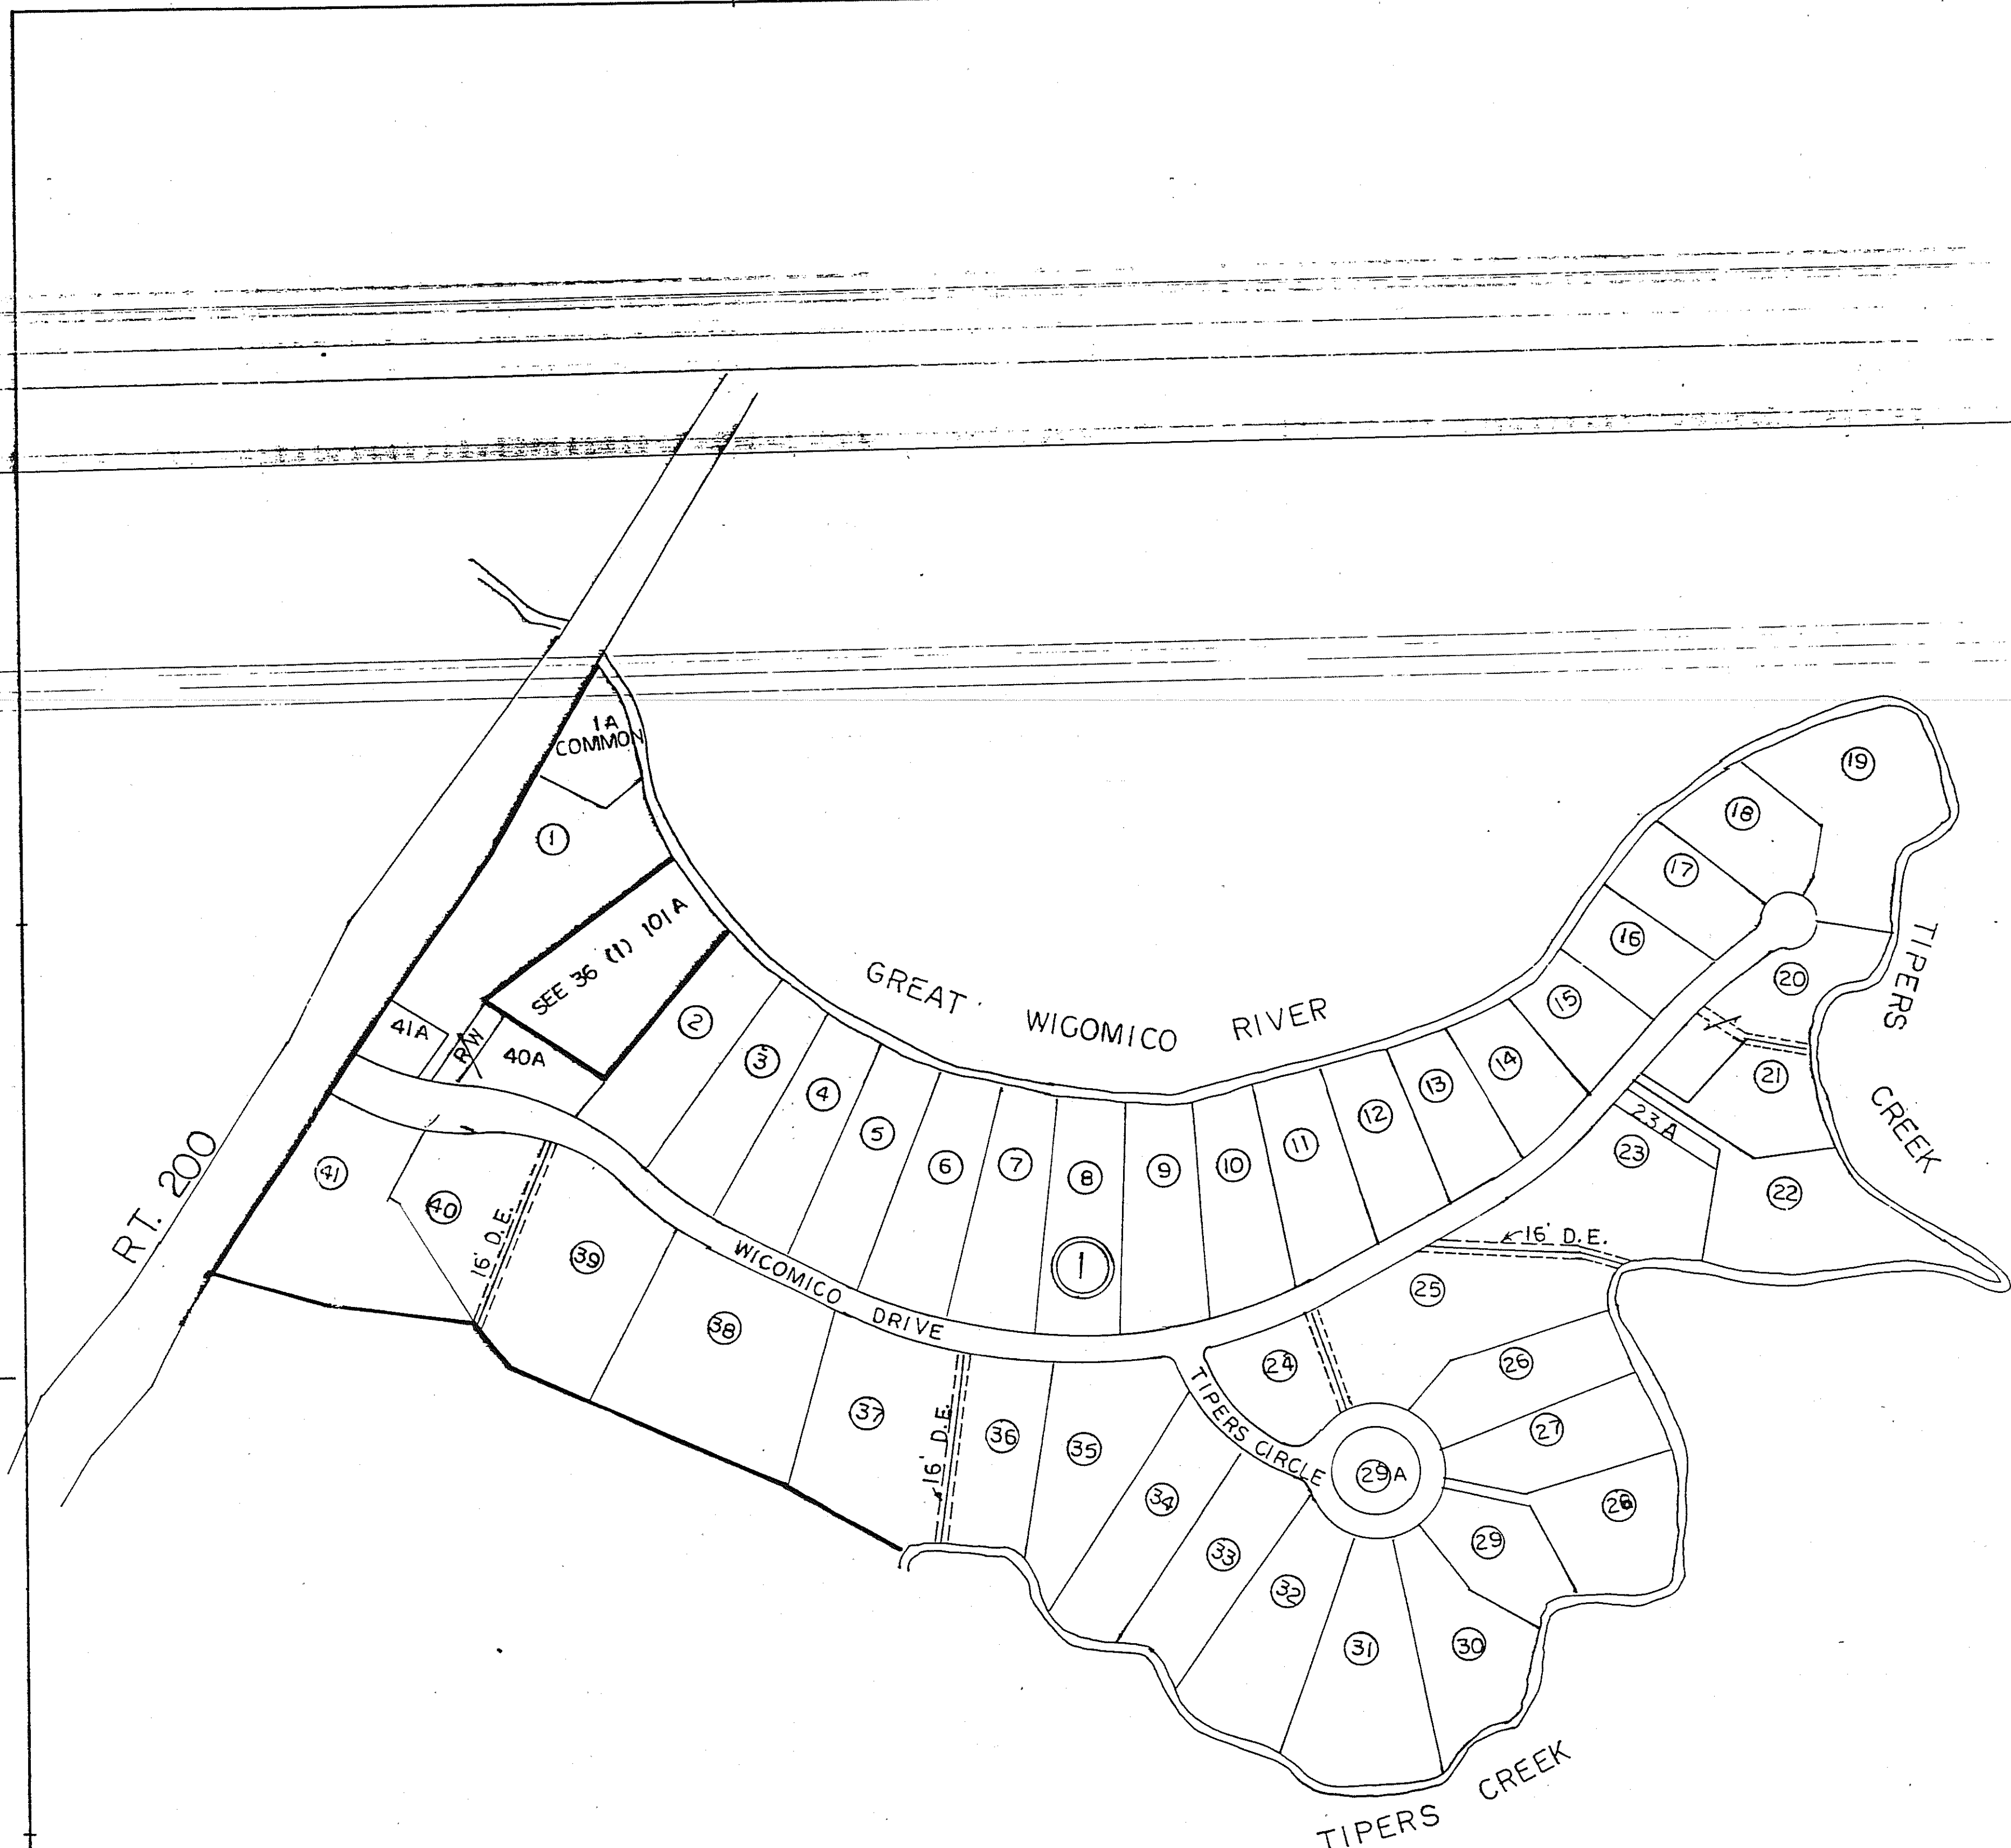 1A
COMMON
1
SEE 36 (1) 101A
41A
R/W
40A
2
3
4
5
6
7
8
9
10
11
12
13
14
15
16
17
18
19
20
21
22
23A
23
GREAT WIGOMICO RIVER
TIPERS CREEK
RT. 200
41
40
16' D.E.
39
38
WICOMICO DRIVE
1
16' D.E.
25
24
TIPERS CIRCLE
26
27
28
29A
29
37
16' D.E.
36
35
34
33
32
31
30
TIPERS CREEK